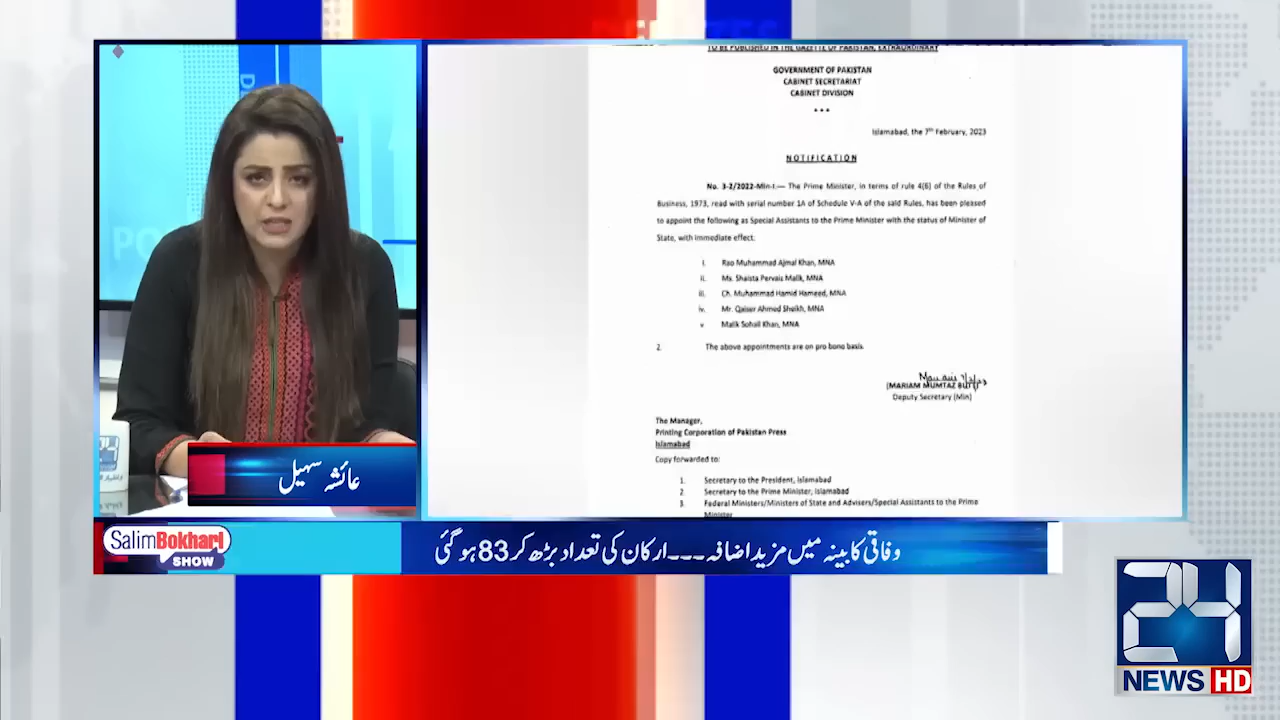 TO BE PUBLISHED IN THE GAZETTE OF PAKISTAN, EXTRAORDINARY
GOVERNMENT OF PAKISTAN
CABINET SECRETARIAT
CABINET DIVISION
***
Islamabad, the 7th February, 2023
NOTIFICATION
No. 3-2/2022-Min-I.— The Prime Minister, in terms of rule 4(6) of the Rules of
Business, 1973, read with serial number 1A of Schedule V-A of the said Rules, has been pleased
to appoint the following as Special Assistants to the Prime Minister with the status of Minister of
State, with immediate effect:
i. Rao Muhammad Ajmal Khan, MNA
ii. Ms. Shaista Pervaiz Malik, MNA
iii. Ch. Muhammad Hamid Hameed, MNA
iv. Mr. Qaiser Ahmed Sheikh, MNA
v Malik Sohail Khan, MNA
2. The above appointments are on pro bono basis.
(MARIAM MUMTAZ BUTT)
Deputy Secretary (Min)
The Manager,
Printing Corporation of Pakistan Press
Islamabad
Copy forwarded to:
1. Secretary to the President, Islamabad
2. Secretary to the Prime Minister, Islamabad
3. Federal Ministers/Ministers of State and Advisers/Special Assistants to the Prime
Minister
عائشہ سہیل
Salim Bokhari
SHOW
وفاقی کابینہ میں مزید اضافہ۔۔۔ ارکان کی تعداد بڑھ کر 83 ہو گئی
24
NEWS HD